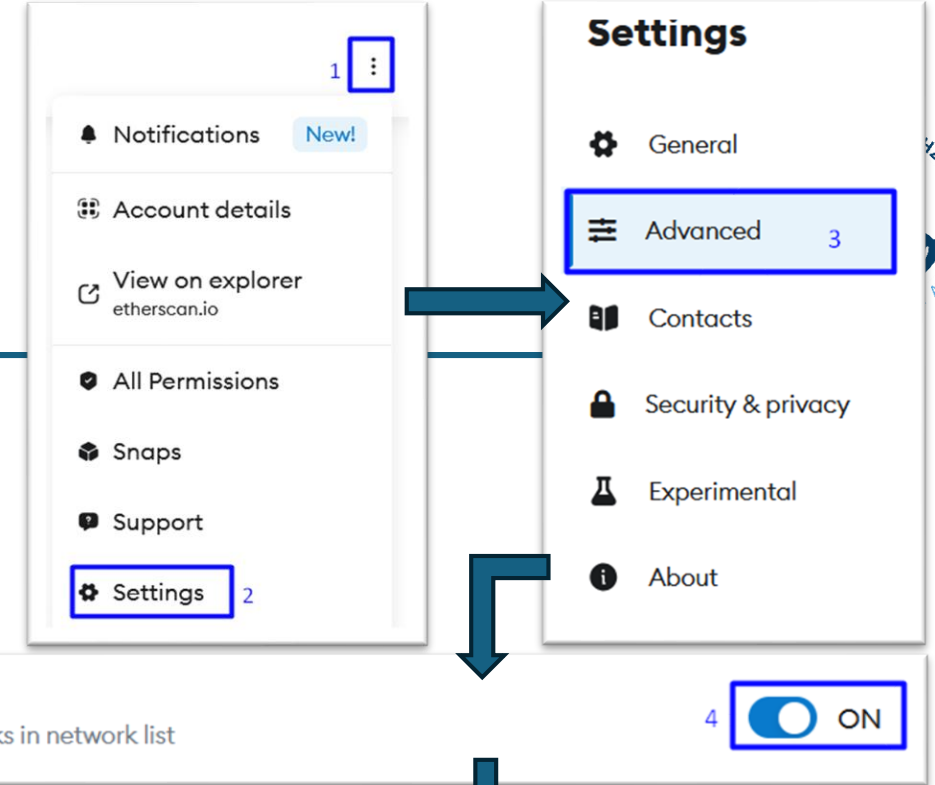 1
Notifications New!
Account details
View on explorer
etherscan.io
All Permissions
Snaps
Support
Settings 2
Settings
General
Advanced 3
Contacts
Security & privacy
Experimental
About
in network list
4 ON